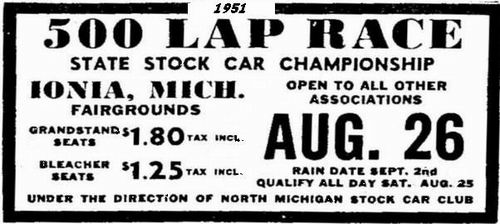 1951
500 LAP RACE
STATE STOCK CAR CHAMPIONSHIP
IONIA, MICH.
FAIRGROUNDS
GRANDSTAND SEATS $1.80 TAX INCL.
BLEACHER SEATS $1.25 TAX INCL.
OPEN TO ALL OTHER
ASSOCIATIONS
AUG. 26
RAIN DATE SEPT. 2nd
QUALIFY ALL DAY SAT. AUG. 25
UNDER THE DIRECTION OF NORTH MICHIGAN STOCK CAR CLUB